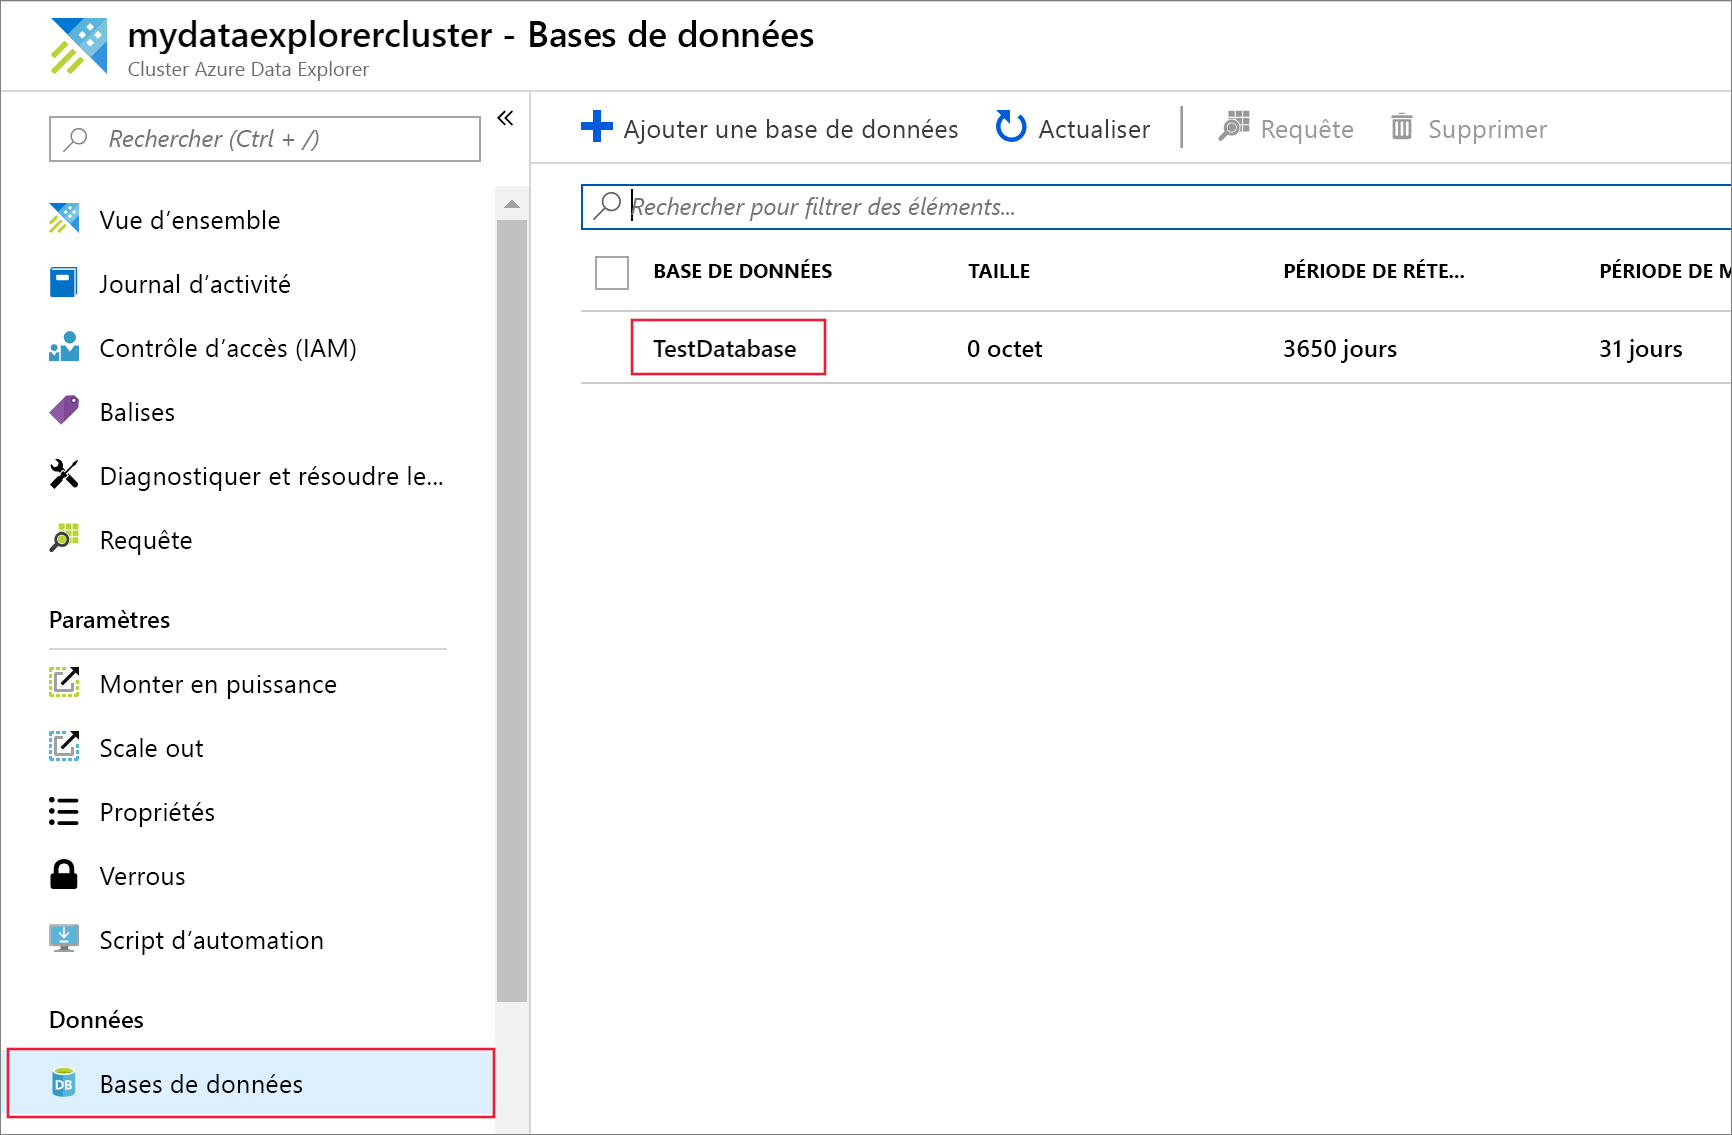 mydataexplorercluster - Bases de données
Cluster Azure Data Explorer
Rechercher (Ctrl + /)
«
Vue d’ensemble
Journal d’activité
Contrôle d’accès (IAM)
Balises
Diagnostiquer et résoudre le...
Requête
Paramètres
Monter en puissance
Scale out
Propriétés
Verrous
Script d’automation
Données
DB
Bases de données
Ajouter une base de données Actualiser Requête Supprimer
Rechercher pour filtrer des éléments...
BASE DE DONNÉES TAILLE PÉRIODE DE RÉTE... PÉRIODE DE M
TestDatabase 0 octet 3650 jours 31 jours